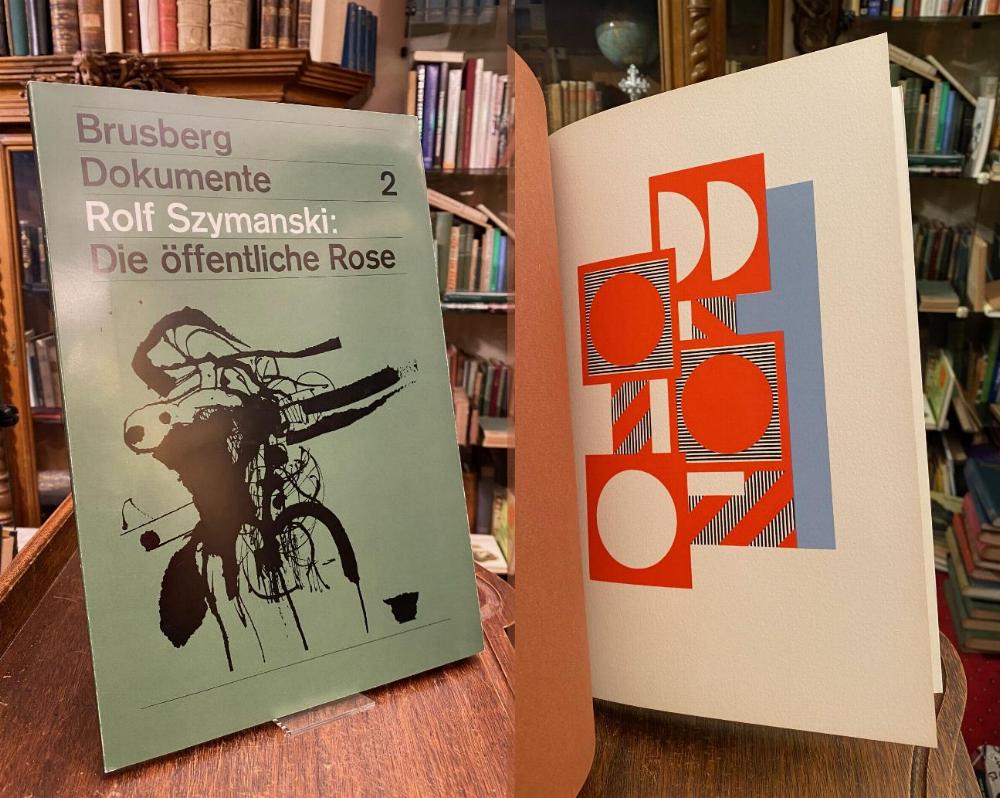 Brusberg
Dokumente 2
Rolf Szymanski:
Die öffentliche Rose